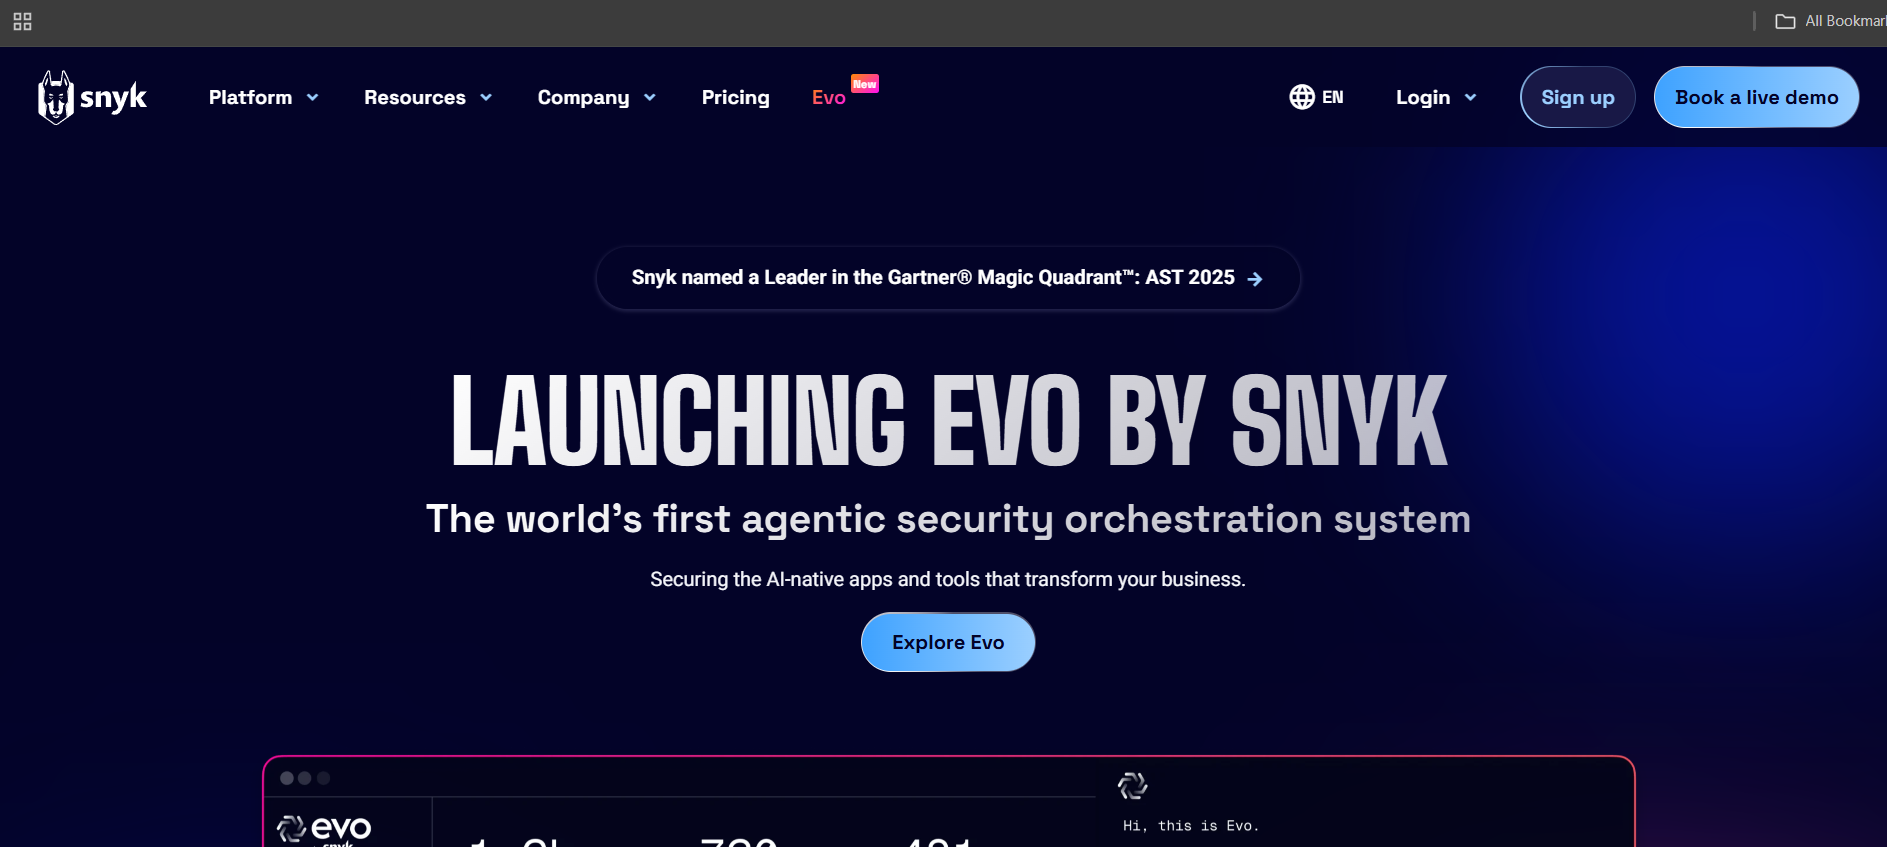 All Bookmar
snyk
Platform
Resources
Company
Pricing
Evo
New
EN
Login
Sign up
Book a live demo
Snyk named a Leader in the Gartner® Magic Quadrant™: AST 2025 →
LAUNCHING EVO BY SNYK
The world's first agentic security orchestration system
Securing the AI-native apps and tools that transform your business.
Explore Evo
evo
snyk
Hi, this is Evo.